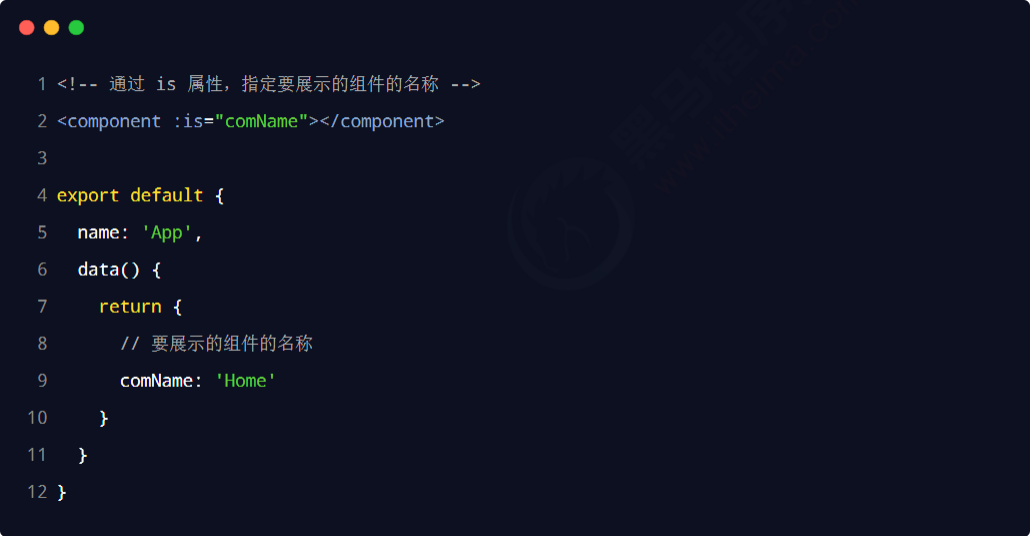 1 <!-- 通过 is 属性，指定要展示的组件的名称 -->
2 <component :is="comName"></component>
3
4 export default {
5   name: 'App',
6   data() {
7     return {
8       // 要展示的组件的名称
9       comName: 'Home'
10     }
11   }
12 }